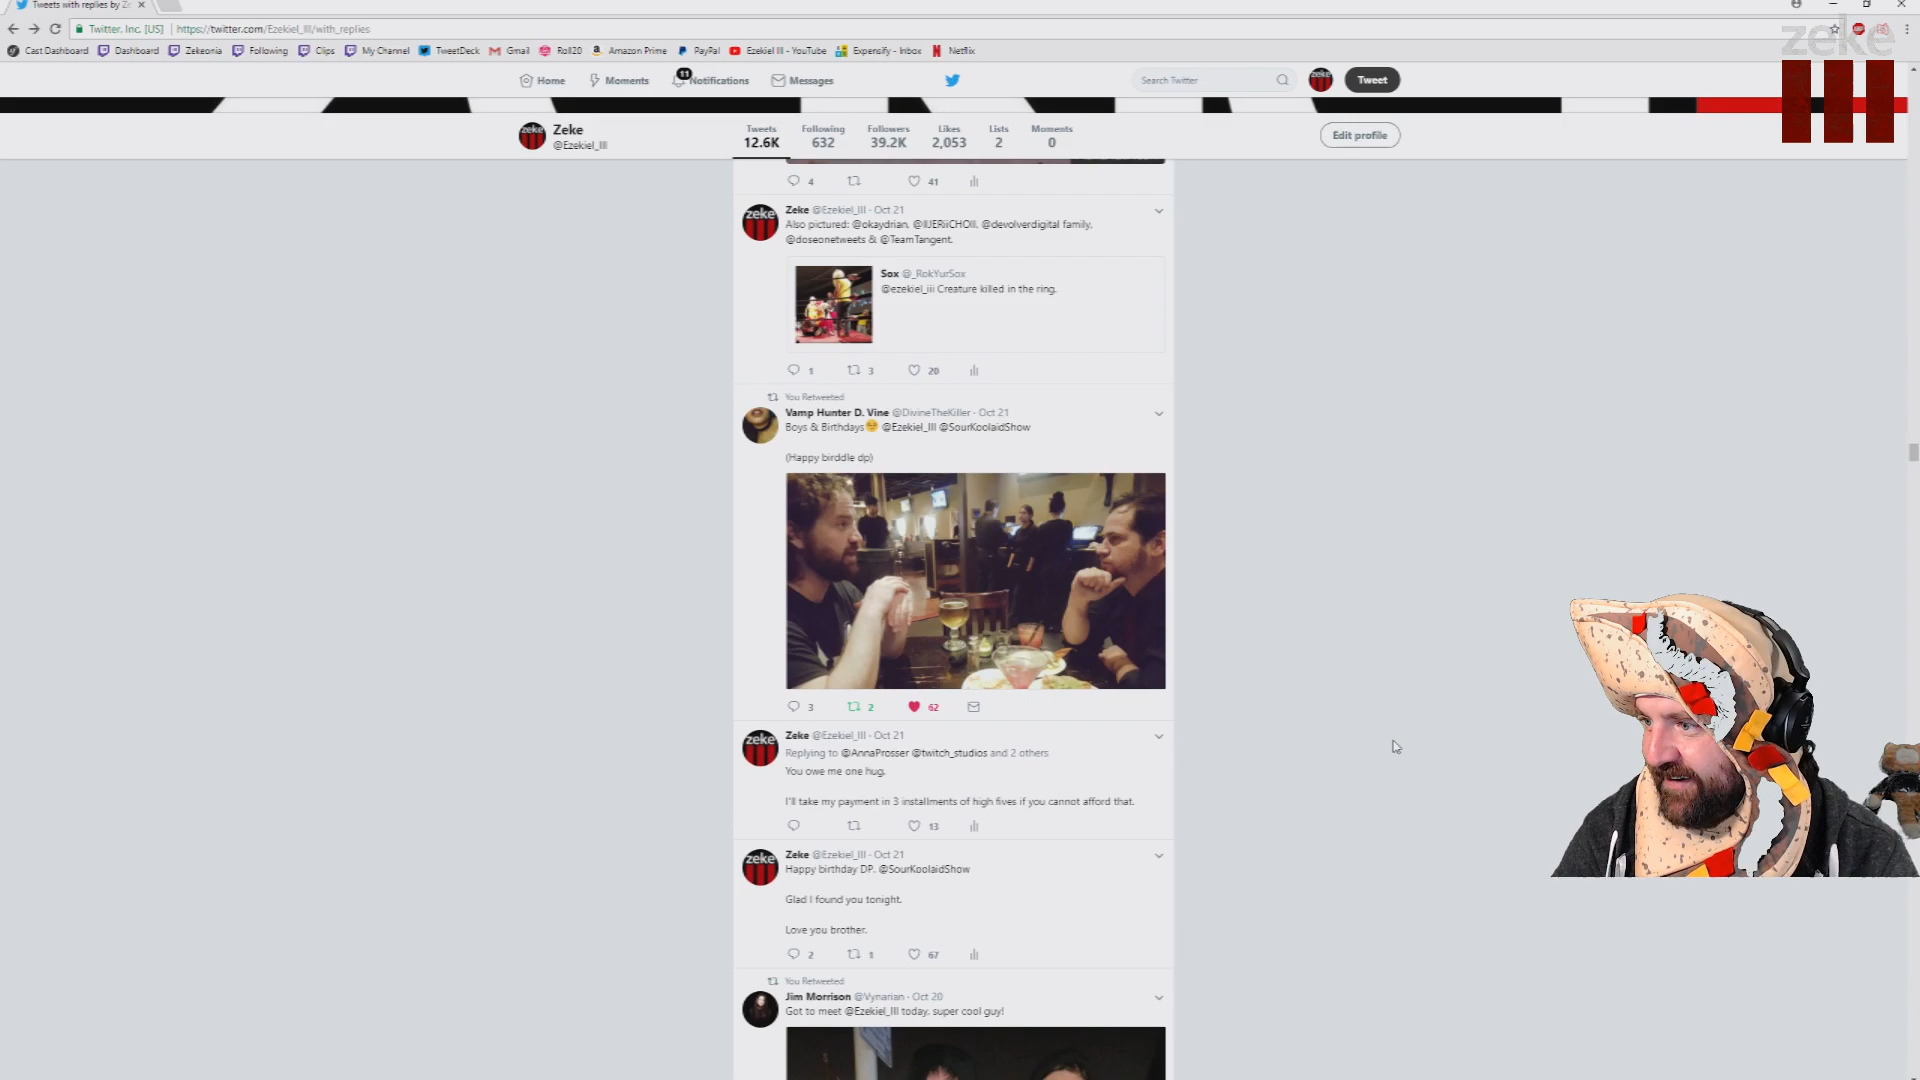 Tweets with replies by Ze
Twitter, Inc. [US] https://twitter.com/Ezekiel_III/with_replies
Cast Dashboard Dashboard Zekeonia Following Clips My Channel TweetDeck Gmail Roll20 Amazon Prime PayPal Ezekiel III - YouTube Expensify - Inbox Netflix
zeke
Home Moments 11 Notifications Messages Search Twitter Tweet
Zeke
@Ezekiel_III
Tweets Following Followers Likes Lists Moments
12.6K 632 39.2K 2,053 2 0
Edit profile
4 41
Zeke @Ezekiel_III · Oct 21
Also pictured: @okaydrian, @IIJERiiCHOII, @devolverdigital family,
@doseonetweets & @TeamTangent.
Sox @_RokYurSox
@ezekiel_iii Creature killed in the ring.
1 3 20
You Retweeted
Vamp Hunter D. Vine @DivineTheKiller · Oct 21
Boys & Birthdays @Ezekiel_III @SourKoolaidShow
(Happy birddle dp)
3 2 62
Zeke @Ezekiel_III · Oct 21
Replying to @AnnaProsser @twitch_studios and 2 others
You owe me one hug.
I'll take my payment in 3 installments of high fives if you cannot afford that.
13
Zeke @Ezekiel_III · Oct 21
Happy birthday DP. @SourKoolaidShow
Glad I found you tonight.
Love you brother.
2 1 67
You Retweeted
Jim Morrison @Vynarian · Oct 20
Got to meet @Ezekiel_III today, super cool guy!